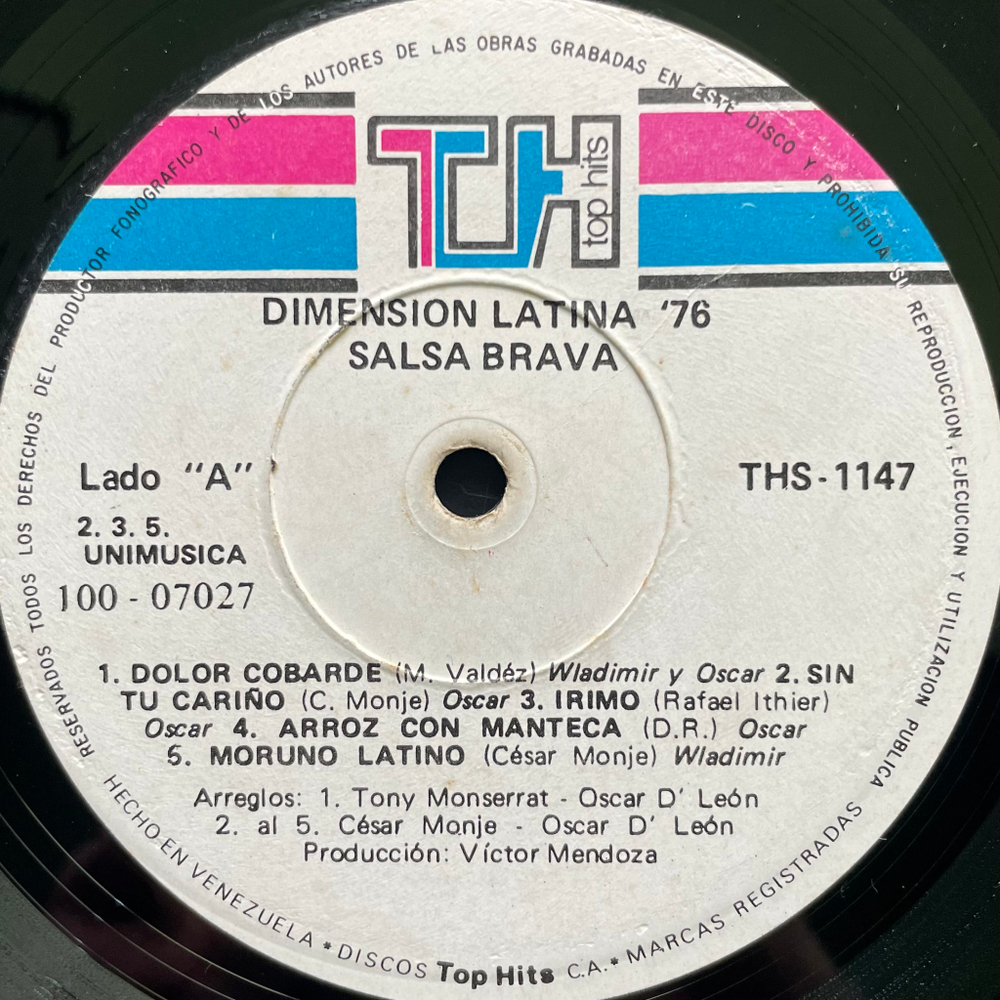 RESERVADOS TODOS LOS DERECHOS DEL PRODUCTOR FONOGRAFICO Y DE LOS AUTORES DE LAS OBRAS GRABADAS EN ESTE DISCO Y PROHIBIDA SU REPRODUCCION, EJECUCION Y UTILIZACION PUBLICA
TH top hits
DIMENSION LATINA '76
SALSA BRAVA
Lado "A"
THS-1147
2. 3. 5.
UNIMUSICA
100 - 07027
1. DOLOR COBARDE (M. Valdéz) Wladimir y Oscar 2. SIN
TU CARIÑO (C. Monje) Oscar 3. IRIMO (Rafael Ithier)
Oscar 4. ARROZ CON MANTECA (D.R.) Oscar
5. MORUNO LATINO (César Monje) Wladimir
Arreglos: 1. Tony Monserrat - Oscar D' León
2. al 5. César Monje - Oscar D' León
Producción: Víctor Mendoza
HECHO EN VENEZUELA * DISCOS Top Hits C.A. * MARCAS REGISTRADAS